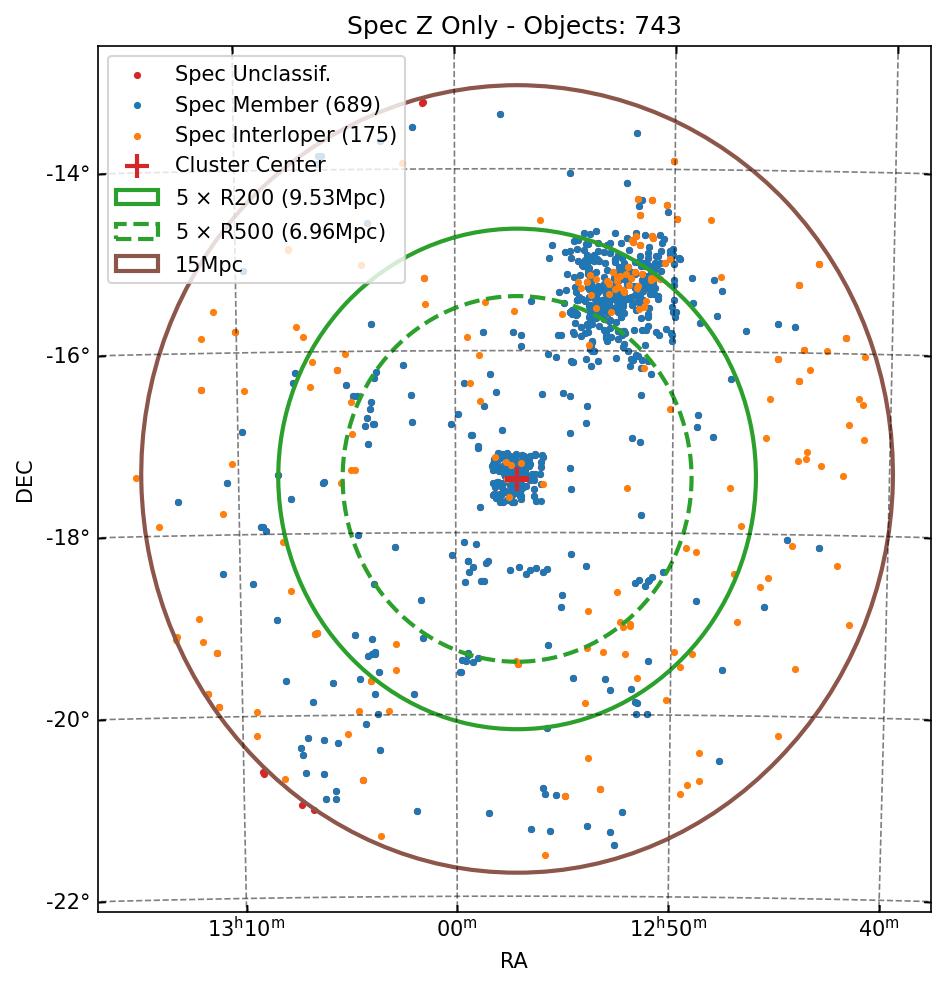 Spec Z Only - Objects: 743
Spec Unclassif.
Spec Member (689)
Spec Interloper (175)
Cluster Center
5 × R200 (9.53Mpc)
5 × R500 (6.96Mpc)
15Mpc
-14°
-16°
-18°
-20°
-22°
DEC
13ʰ10ᵐ
00ᵐ
12ʰ50ᵐ
40ᵐ
RA